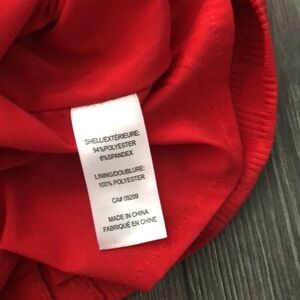 SHELL/EXTÉRIEURE:
94%POLYESTER
6%SPANDEX
LINING/DOUBLURE:
100% POLYESTER
CA# 09209
MADE IN CHINA
FABRIQUÉ EN CHINE